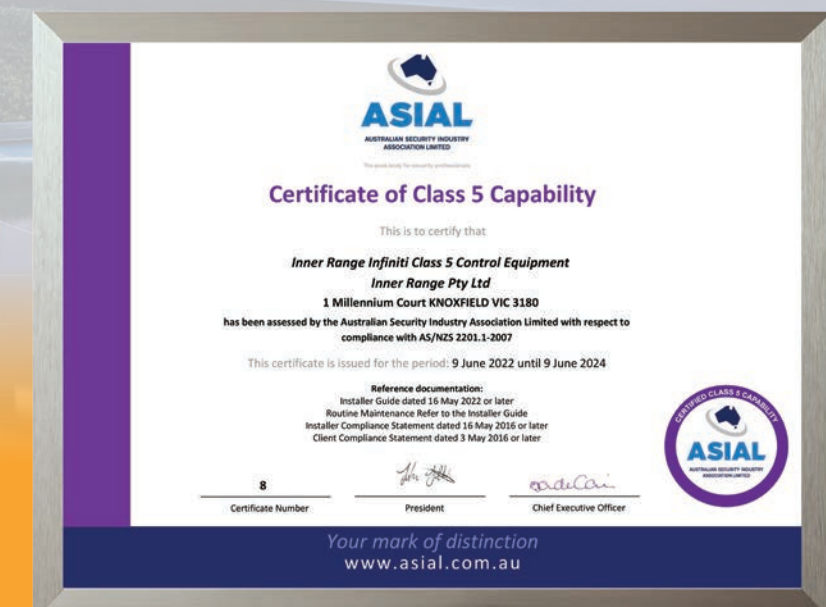 ASIAL
AUSTRALIAN SECURITY INDUSTRY
ASSOCIATION LIMITED
The peak body for security professionals
Certificate of Class 5 Capability
This is to certify that
Inner Range Infiniti Class 5 Control Equipment
Inner Range Pty Ltd
1 Millennium Court KNOXFIELD VIC 3180
has been assessed by the Australian Security Industry Association Limited with respect to
compliance with AS/NZS 2201.1-2007
This certificate is issued for the period: 9 June 2022 until 9 June 2024
Reference documentation:
Installer Guide dated 16 May 2022 or later
Routine Maintenance Refer to the Installer Guide
Installer Compliance Statement dated 16 May 2016 or later
Client Compliance Statement dated 3 May 2016 or later
8
Certificate Number
President
Chief Executive Officer
CERTIFIED CLASS 5 CAPABILITY
ASIAL
AUSTRALIAN SECURITY INDUSTRY
ASSOCIATION LIMITED
Your mark of distinction
www.asial.com.au